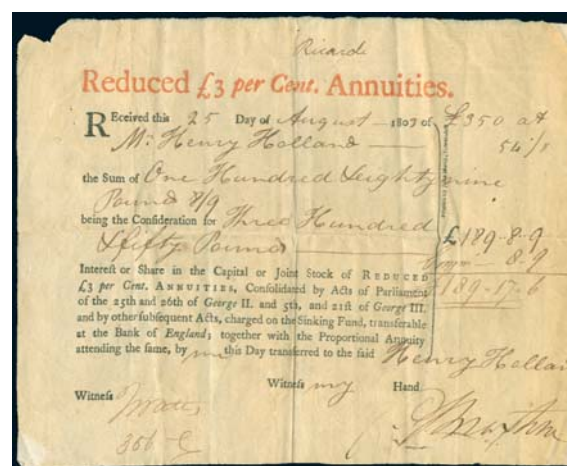 Ricardo
Reduced £3 per Cent. Annuities.
REceived this 25 Day of August 1803 of £350 at
Mr. Henry Holland 54 1/8
the Sum of One Hundred & eighty nine
Pound 8/9
being the Consideration for Three Hundred
& fifty Pound £189-8-9
Interest or Share in the Capital or Joint Stock of REDUCED 8.9
£3 per Cent. ANNUITIES, Consolidated by Acts of Parliament £189-17-6
of the 25th and 26th of George II. and 5th, and 21st of George III.
and by other subsequent Acts, charged on the Sinking Fund, transferable
at the Bank of England; together with the Proportional Annuity
attending the same, by me this Day transferred to the said Henry Holland
Witness my Hand
Witness